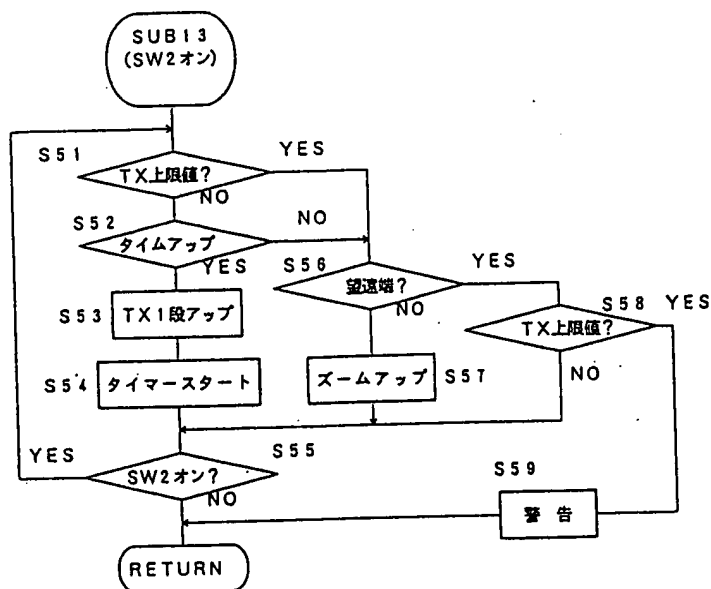 SUB13
(SW2オン)
S51
TX上限値?
YES
NO
S52
タイムアップ
NO
YES
S56
望遠端?
YES
NO
S53
TX1段アップ
S58
TX上限値?
YES
NO
S54
タイマースタート
ズームアップ
S57
YES
SW2オン?
S55
NO
S59
警告
RETURN